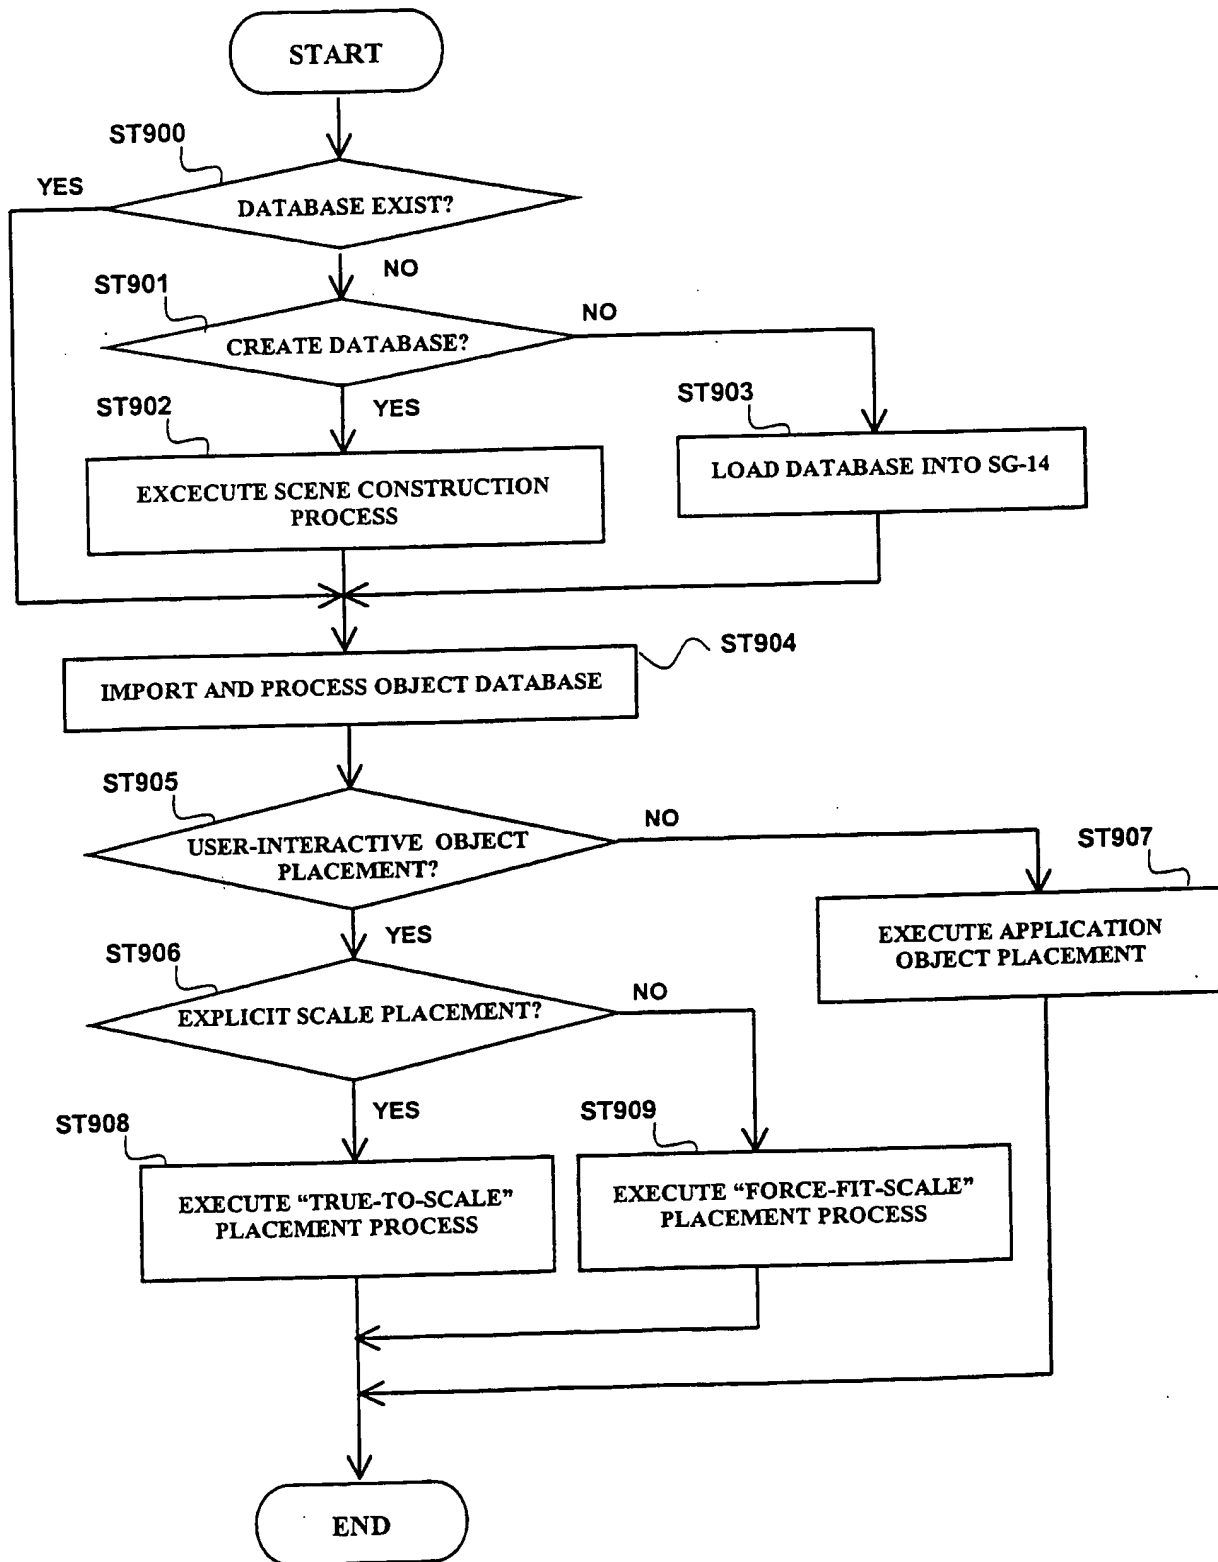 START
ST900
YES
DATABASE EXIST?
NO
ST901
NO
CREATE DATABASE?
ST902
YES
ST903
EXCECUTE SCENE CONSTRUCTION
PROCESS
LOAD DATABASE INTO SG-14
ST904
IMPORT AND PROCESS OBJECT DATABASE
ST905
NO
USER-INTERACTIVE OBJECT
PLACEMENT?
ST907
EXECUTE APPLICATION
OBJECT PLACEMENT
YES
ST906
NO
EXPLICIT SCALE PLACEMENT?
YES
ST908
ST909
EXECUTE “TRUE-TO-SCALE”
PLACEMENT PROCESS
EXECUTE “FORCE-FIT-SCALE”
PLACEMENT PROCESS
END